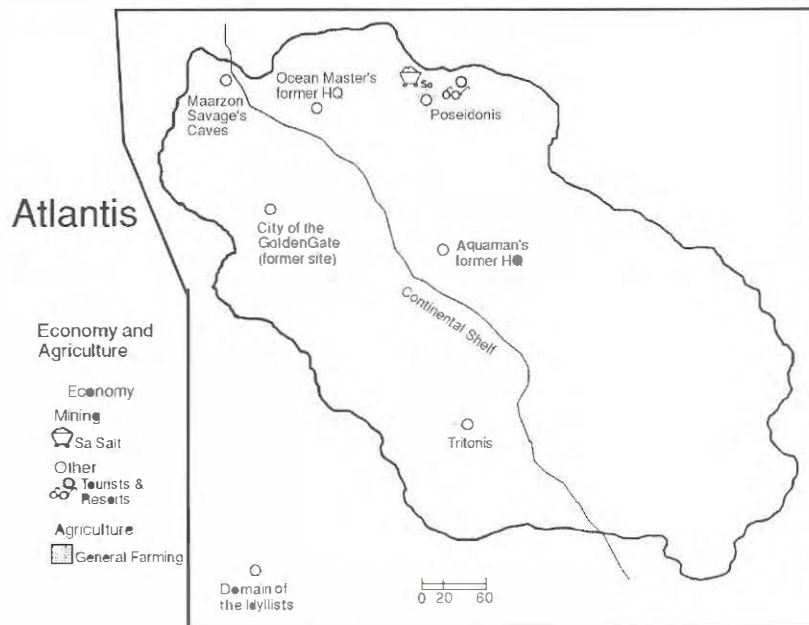 Atlantis
Economy and
Agriculture
Economy
Mining
Sa Salt
Other
Tourists &
Resorts
Agriculture
General Farming
Maarzon
Savage's
Caves
Ocean Master's
former HQ
Sa
Poseidonis
City of the
GoldenGate
(former site)
Aquaman's
former HQ
Continental Shelf
Tritonis
Domain of
the Idyllists
0 20 60